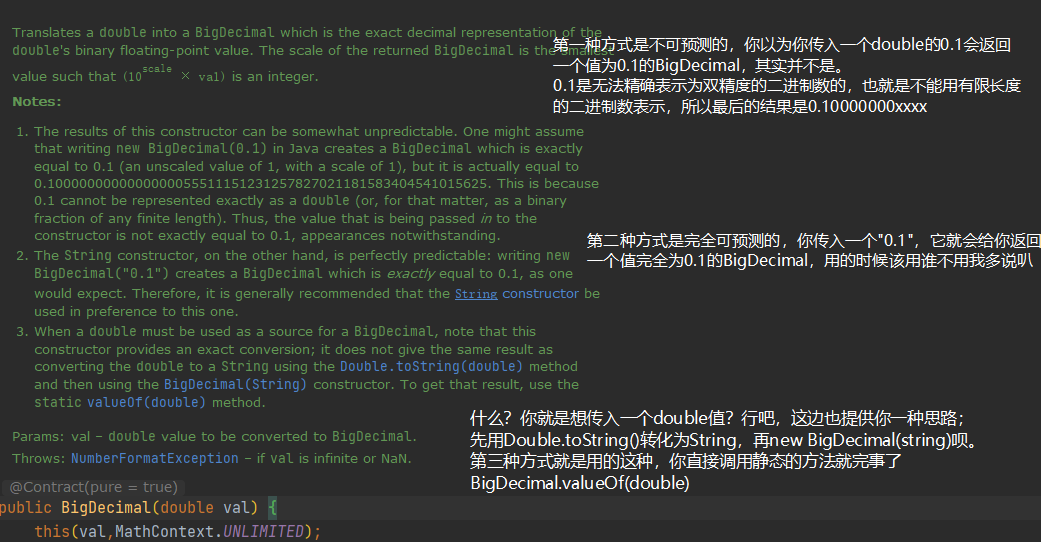 Translates a double into a BigDecimal which is the exact decimal representation of the
double's binary floating-point value. The scale of the returned BigDecimal is the smallest
value such that (10^scale × val) is an integer.
Notes:
1. The results of this constructor can be somewhat unpredictable. One might assume
that writing new BigDecimal(0.1) in Java creates a BigDecimal which is exactly
equal to 0.1 (an unscaled value of 1, with a scale of 1), but it is actually equal to
0.1000000000000000055511151231257827021181583404541015625. This is because
0.1 cannot be represented exactly as a double (or, for that matter, as a binary
fraction of any finite length). Thus, the value that is being passed in to the
constructor is not exactly equal to 0.1, appearances notwithstanding.
2. The String constructor, on the other hand, is perfectly predictable: writing new
BigDecimal("0.1") creates a BigDecimal which is exactly equal to 0.1, as one
would expect. Therefore, it is generally recommended that the String constructor be
used in preference to this one.
3. When a double must be used as a source for a BigDecimal, note that this
constructor provides an exact conversion; it does not give the same result as
converting the double to a String using the Double.toString(double) method
and then using the BigDecimal(String) constructor. To get that result, use the
static valueOf(double) method.
Params: val – double value to be converted to BigDecimal.
Throws: NumberFormatException – if val is infinite or NaN.
@Contract(pure = true)
public BigDecimal(double val) {
this(val,MathContext.UNLIMITED);
第一种方式是不可预测的，你以为你传入一个double的0.1会返回
一个值为0.1的BigDecimal，其实并不是。
0.1是无法精确表示为双精度的二进制数的，也就是不能用有限长度
的二进制数表示，所以最后的结果是0.10000000xxxx
第二种方式是完全可预测的，你传入一个"0.1"，它就会给你返回
一个值完全为0.1的BigDecimal，用的时候该用谁不用我多说叭
什么？你就是想传入一个double值？行吧，这边也提供你一种思路；
先用Double.toString()转化为String，再new BigDecimal(string)呗。
第三种方式就是用的这种，你直接调用静态的方法就完事了
BigDecimal.valueOf(double)